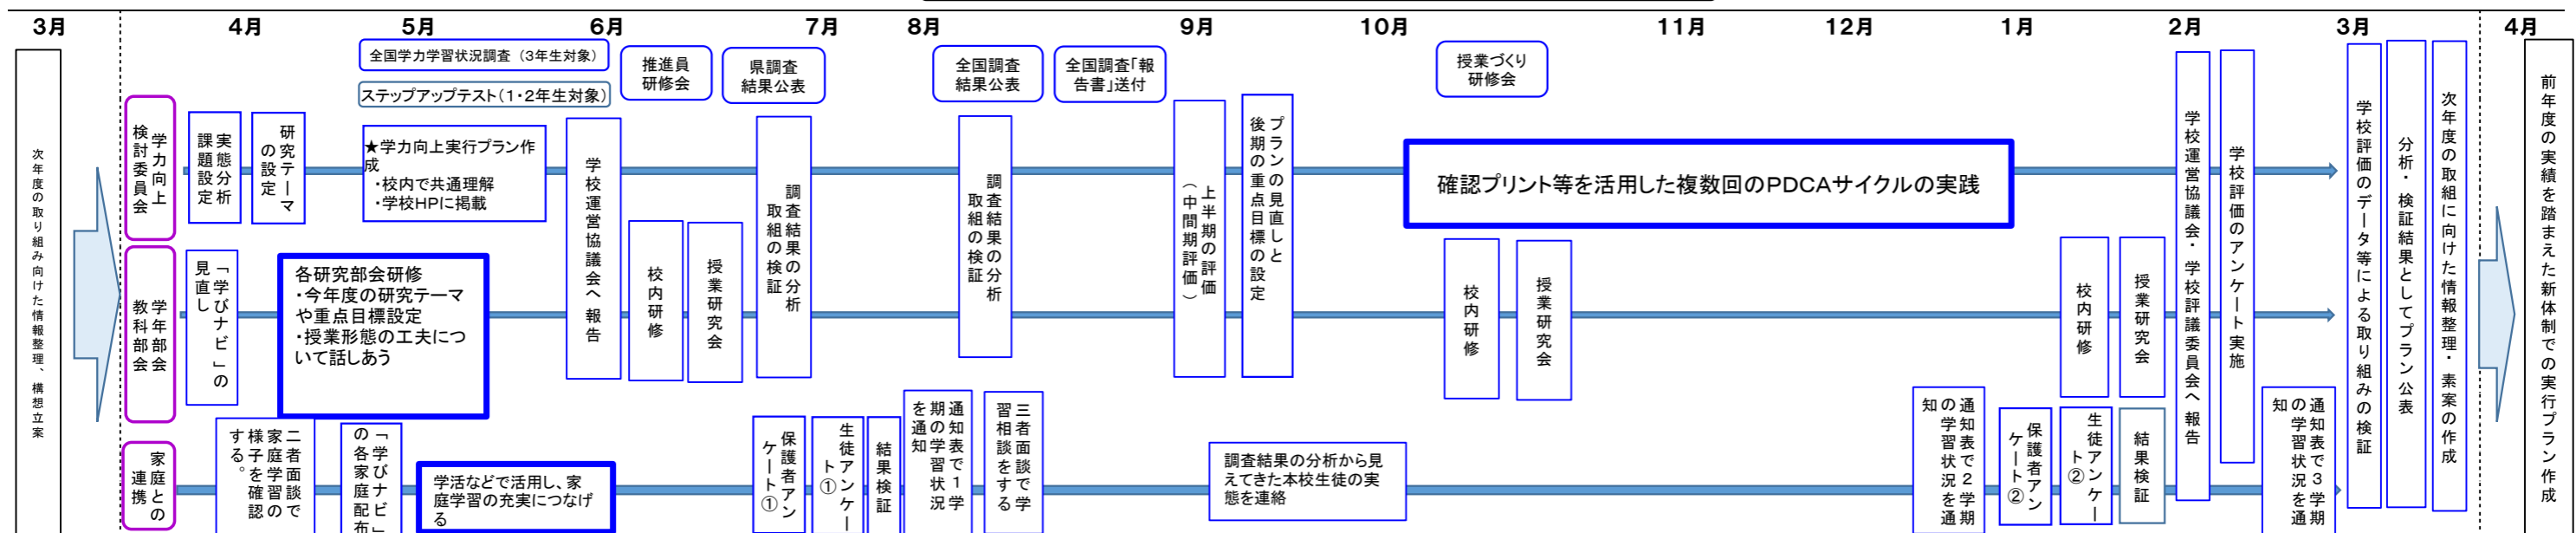 3月
4月
5月
6月
7月
8月
9月
10月
11月
12月
1月
2月
3月
4月
次年度の取り組み向けた情報整理、構想立案
全国学力学習状況調査（3年生対象）
ステップアップテスト（1・2年生対象）
推進員
研修会
県調査
結果公表
全国調査
結果公表
全国調査「報
告書」送付
授業づくり
研修会
学力向上
検討委員会
実態分析
課題設定
研究テーマ
の設定
★学力向上実行プラン作
成
・校内で共通理解
・学校HPに掲載
学校運営協議会へ報告
調査結果の分析
取組の検証
調査結果の分析
取組の検証
上半期の評価
（中間期評価）
プランの見直しと
後期の重点目標の設定
確認プリント等を活用した複数回のPDCAサイクルの実践
学校運営協議会・学校評議委員会へ報告
学校評価のアンケート実施
学校評価のデータ等による取り組みの検証
分析・検証結果としてプラン公表
次年度の取組に向けた情報整理・素案の作成
前年度の実績を踏まえた新体制での実行プラン作成
学年部会
教科部会
「学びナビ」の
見直し
各研究部会研修
・今年度の研究テーマ
や重点目標設定
・授業形態の工夫につ
いて話しあう
校内研修
授業研究会
校内研修
授業研究会
校内研修
授業研究会
家庭との
連携
二者面談で
家庭学習の
様子を確認
する。
「学びナビ」
の各家庭配布
学活などで活用し、家
庭学習の充実につなげ
る
保護者アン
ケート①
生徒アンケー
ト①
結果検証
通知表で1学
期の学習状況
を通知
三者面談で学
習相談をする
調査結果の分析から見
えてきた本校生徒の実
態を連絡
通知表で2学期
の学習状況を通
知
保護者アン
ケート②
生徒アンケー
ト②
結果検証
通知表で3学期
の学習状況を通
知